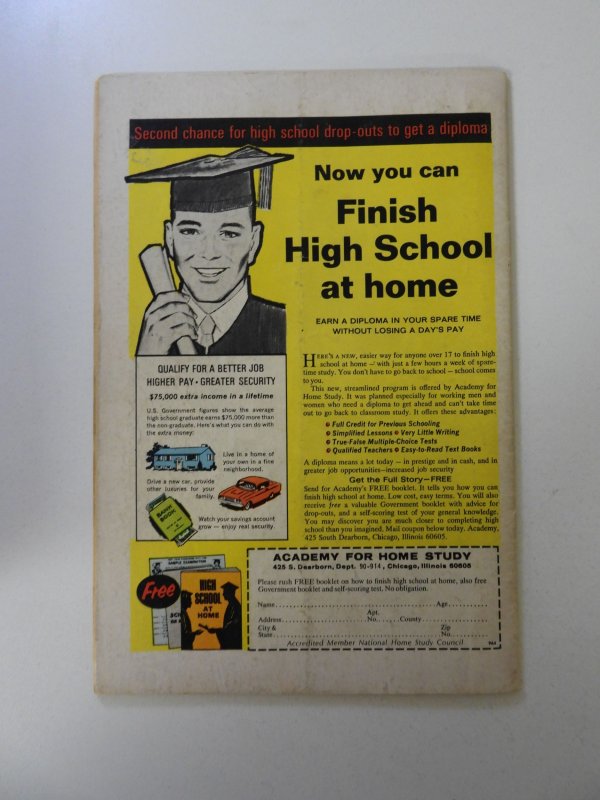 Second chance for high school drop-outs to get a diploma
Now you can
Finish
High School
at home
EARN A DIPLOMA IN YOUR SPARE TIME
WITHOUT LOSING A DAY'S PAY
HERE'S A NEW, easier way for anyone over 17 to finish high
school at home — with just a few hours a week of spare-
time study. You don't have to go back to school — school comes
to you.
This new, streamlined program is offered by Academy for
Home Study. It was planned especially for working men and
women who need a diploma to get ahead and can't take time
out to go back to classroom study. It offers these advantages:
• Full Credit for Previous Schooling
• Simplified Lessons • Very Little Writing
• True-False Multiple-Choice Tests
• Qualified Teachers • Easy-to-Read Text Books
A diploma means a lot today — in prestige and in cash, and in
greater job opportunities—increased job security
Get the Full Story—FREE
Send for Academy's FREE booklet. It tells you how you can
finish high school at home. Low cost, easy terms. You will also
receive free a valuable Government booklet with advice for
drop-outs, and a self-scoring test of your general knowledge.
You may discover you are much closer to completing high
school than you imagined. Mail coupon below today. Academy,
425 South Dearborn, Chicago, Illinois 60605.
QUALIFY FOR A BETTER JOB
HIGHER PAY • GREATER SECURITY
$75,000 extra income in a lifetime
U.S. Government figures show the average
high school graduate earns $75,000 more than
the non-graduate. Here's what you can do with
the extra money:
Live in a home of
your own in a fine
neighborhood.
Drive a new car, provide
other luxuries for your
family.
BANK
BOOK
Watch your savings account
grow — enjoy real security.
Free
SAMPLE EXAMINATION
HIGH
SCHOOL
AT
HOME
ACADEMY FOR HOME STUDY
425 S. Dearborn, Dept. 90-914, Chicago, Illinois 60605
Please rush FREE booklet on how to finish high school at home, also free
Government booklet and self-scoring test. No obligation.
Name Age
Apt.
Address No. County
City & Zip
State No.
Accredited Member National Home Study Council